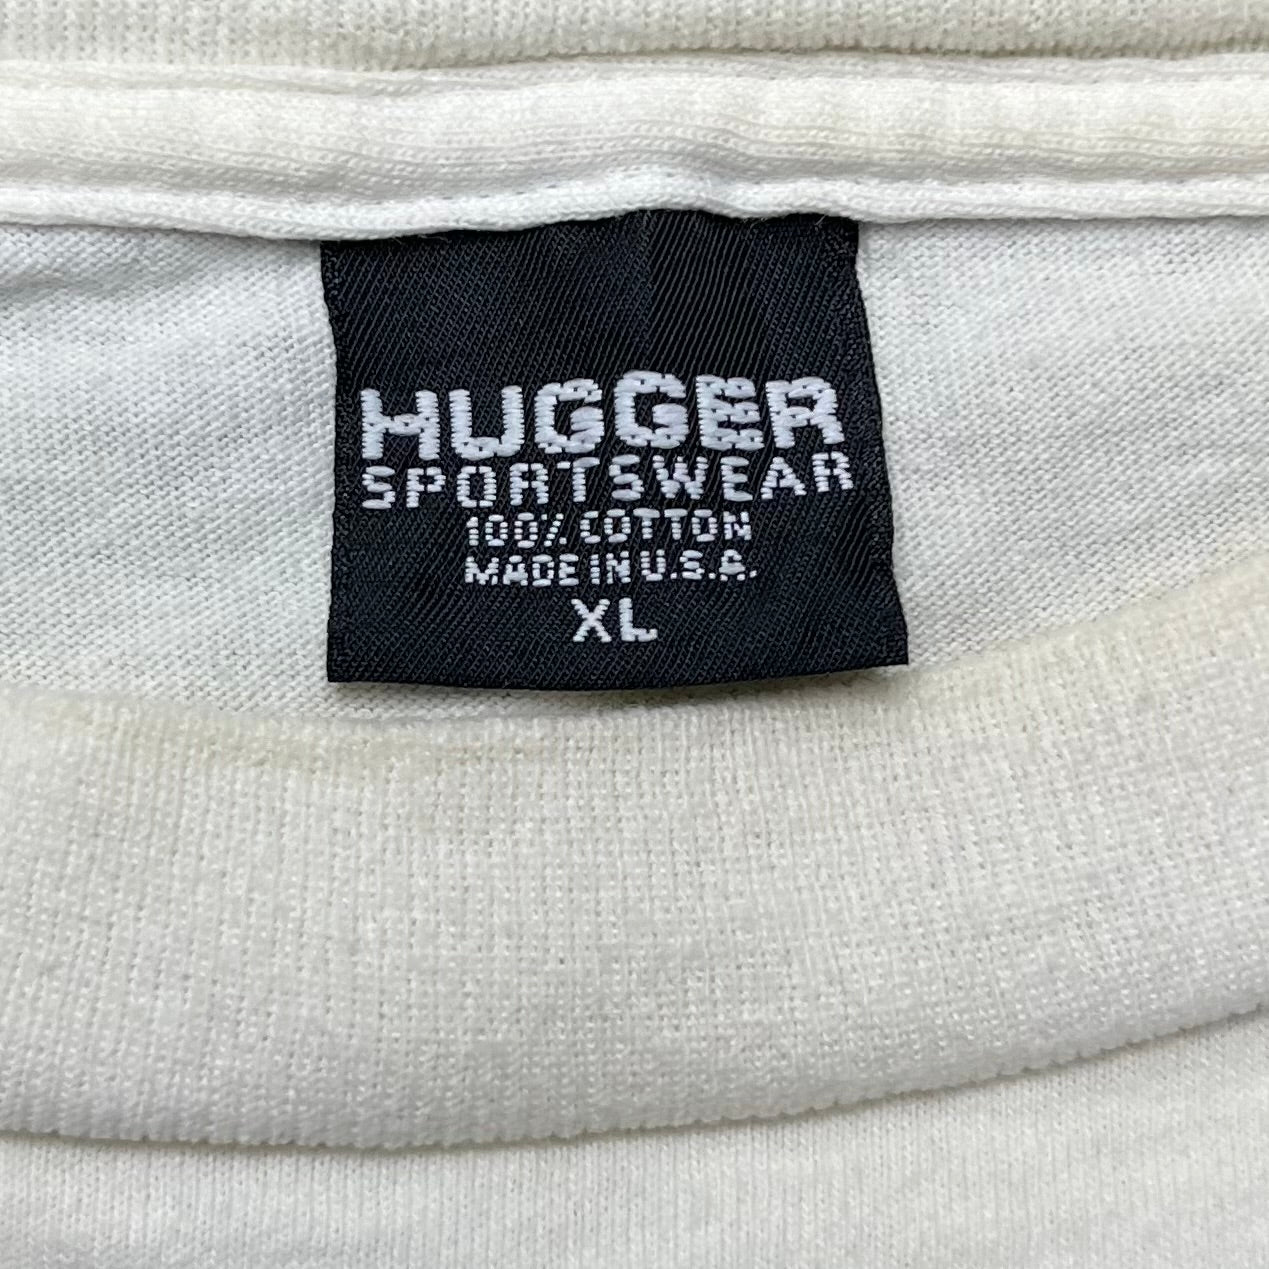 HUGGER
SPORTSWEAR
100% COTTON
MADE IN U.S.A.
XL